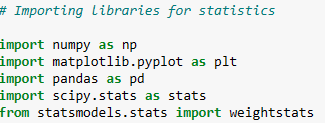 # Importing libraries for statistics
import numpy as np
import matplotlib.pyplot as plt
import pandas as pd
import scipy.stats as stats
from statsmodels.stats import weightstats